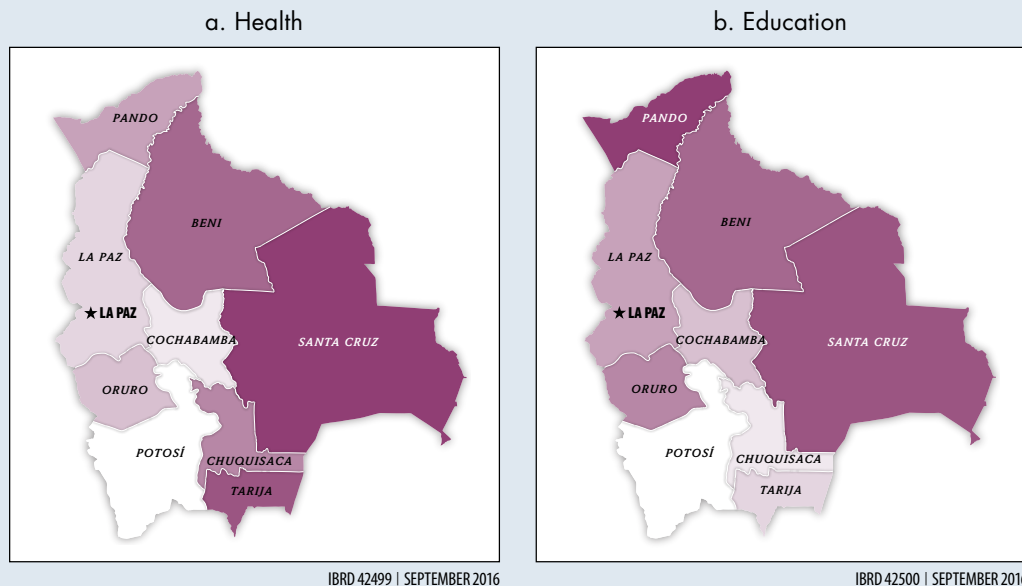 a. Health
PANDO
BENI
LA PAZ
★ LA PAZ
COCHABAMBA
SANTA CRUZ
ORURO
POTOSÍ
CHUQUISACA
TARIJA
IBRD 42499 | SEPTEMBER 2016
b. Education
PANDO
BENI
LA PAZ
★ LA PAZ
COCHABAMBA
SANTA CRUZ
ORURO
POTOSÍ
CHUQUISACA
TARIJA
IBRD 42500 | SEPTEMBER 2016